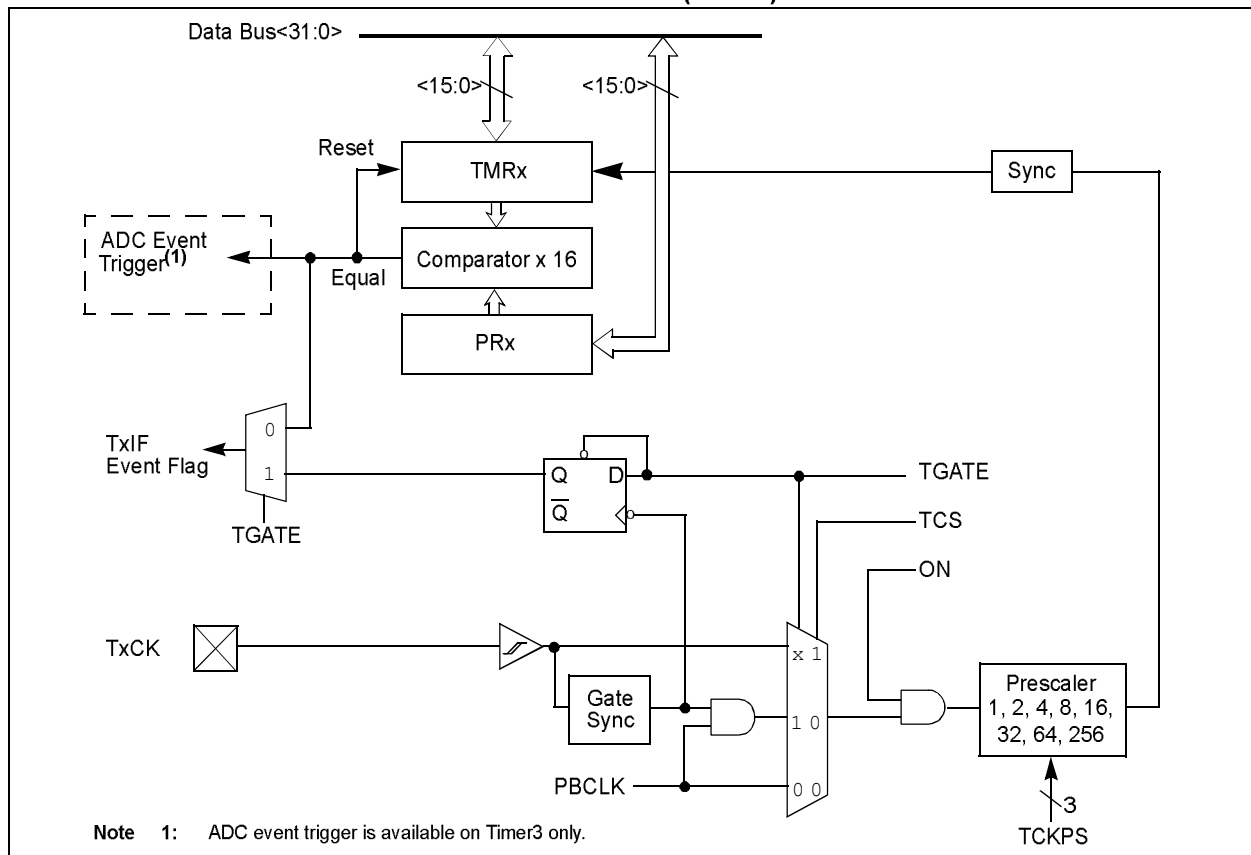 Data Bus<31:0>
<15:0>
<15:0>
Reset
TMRx
Sync
ADC Event
Trigger(1)
Equal
Comparator x 16
PRx
0
1
TxIF
Event Flag
TGATE
Q
D
Q
TGATE
TCS
ON
TxCK
x 1
Gate
Sync
1 0
Prescaler
1, 2, 4, 8, 16,
32, 64, 256
PBCLK
0 0
3
TCKPS
Note 1: ADC event trigger is available on Timer3 only.